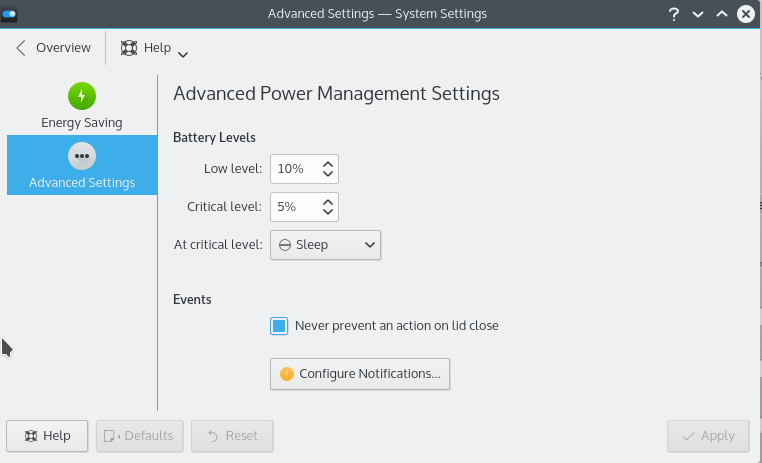 Advanced Settings — System Settings
Overview
Help
Energy Saving
Advanced Settings
Advanced Power Management Settings
Battery Levels
Low level: 10%
Critical level: 5%
At critical level: Sleep
Events
Never prevent an action on lid close
Configure Notifications...
Help
Defaults
Reset
Apply